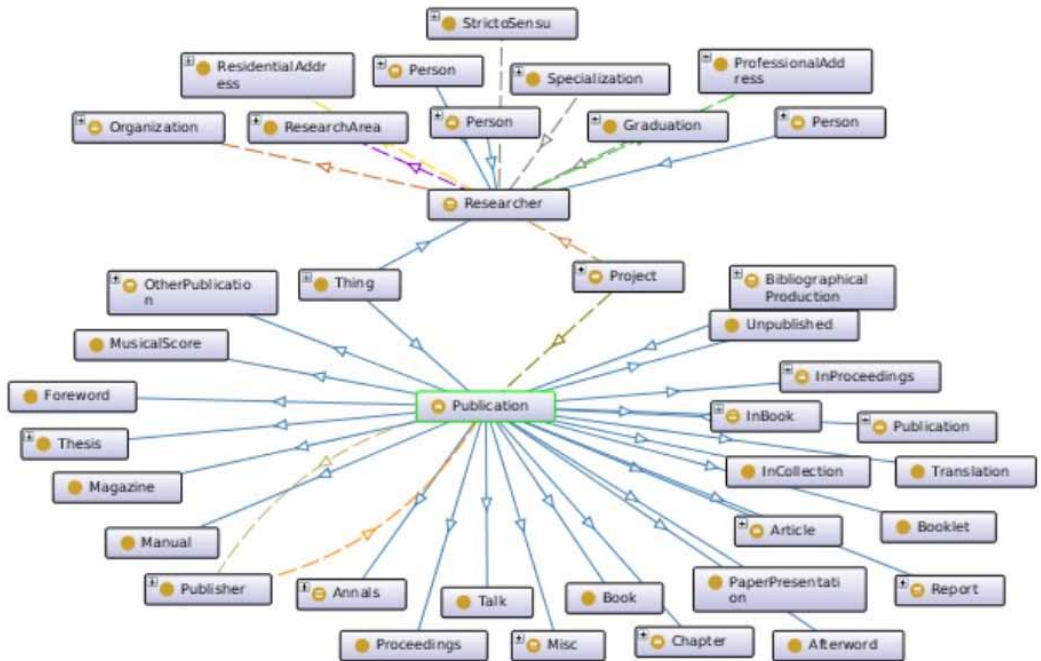 StrictoSensu
ResidentialAddr
ess
Person
Specialization
ProfessionalAdd
ress
Organization
ResearchArea
Person
Graduation
Person
Researcher
OtherPublicatio
n
Thing
Project
Bibliographical
Production
Unpublished
MusicalScore
InProceedings
Foreword
Publication
InBook
Publication
Thesis
InCollection
Translation
Magazine
Manual
Article
Booklet
Publisher
Annals
Talk
Book
PaperPresentati
on
Report
Proceedings
Misc
Chapter
Afterword